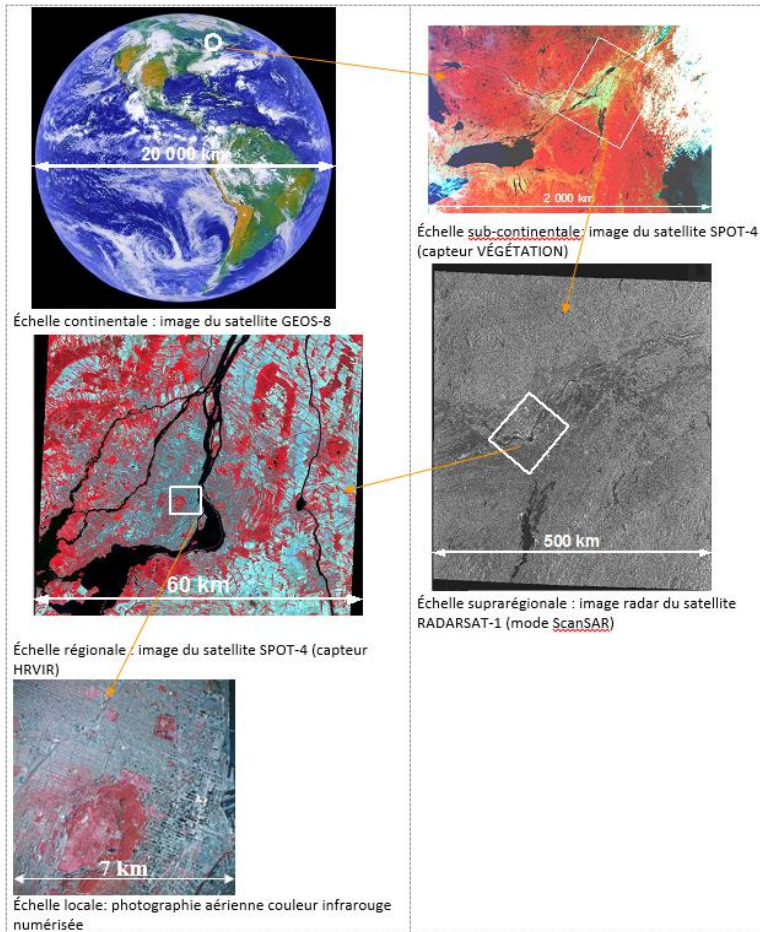 20 000 km
Échelle continentale : image du satellite GEOS-8
2 000 km
Échelle sub-continentale: image du satellite SPOT-4
(capteur VÉGÉTATION)
500 km
Échelle suprarégionale : image radar du satellite
RADARSAT-1 (mode ScanSAR)
60 km
Échelle régionale : image du satellite SPOT-4 (capteur
HRVIR)
7 km
Échelle locale: photographie aérienne couleur infrarouge
numérisée